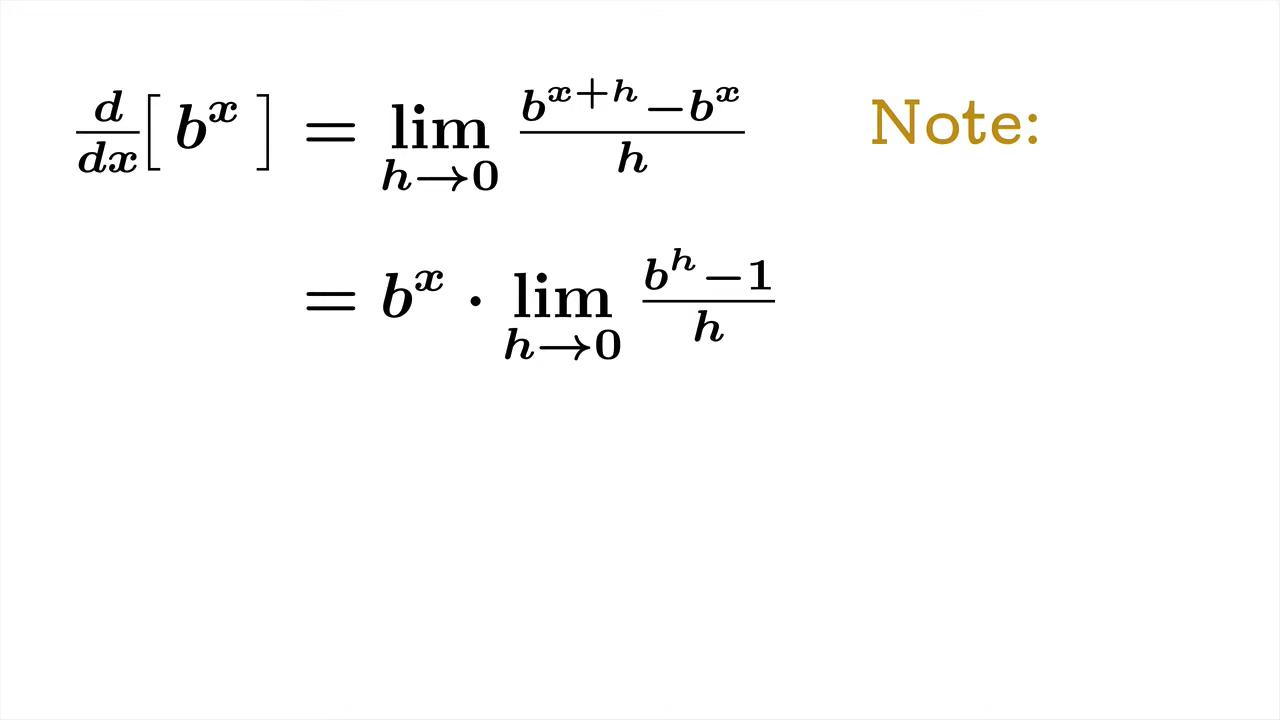 d/dx [ b^x ] = lim_{h→0} (b^{x+h} − b^x)/h Note:
= b^x · lim_{h→0} (b^h − 1)/h